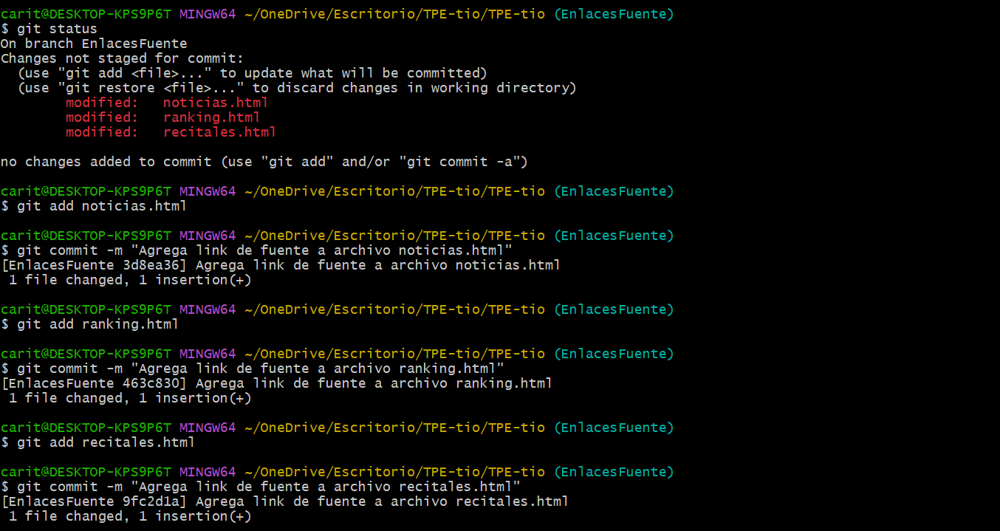 carit@DESKTOP-KPS9P6T MINGW64 ~/OneDrive/Escritorio/TPE-tio/TPE-tio (EnlacesFuente)
$ git status
On branch EnlacesFuente
Changes not staged for commit:
  (use "git add <file>..." to update what will be committed)
  (use "git restore <file>..." to discard changes in working directory)
        modified:   noticias.html
        modified:   ranking.html
        modified:   recitales.html

no changes added to commit (use "git add" and/or "git commit -a")

carit@DESKTOP-KPS9P6T MINGW64 ~/OneDrive/Escritorio/TPE-tio/TPE-tio (EnlacesFuente)
$ git add noticias.html

carit@DESKTOP-KPS9P6T MINGW64 ~/OneDrive/Escritorio/TPE-tio/TPE-tio (EnlacesFuente)
$ git commit -m "Agrega link de fuente a archivo noticias.html"
[EnlacesFuente 3d8ea36] Agrega link de fuente a archivo noticias.html
 1 file changed, 1 insertion(+)

carit@DESKTOP-KPS9P6T MINGW64 ~/OneDrive/Escritorio/TPE-tio/TPE-tio (EnlacesFuente)
$ git add ranking.html

carit@DESKTOP-KPS9P6T MINGW64 ~/OneDrive/Escritorio/TPE-tio/TPE-tio (EnlacesFuente)
$ git commit -m "Agrega link de fuente a archivo ranking.html"
[EnlacesFuente 463c830] Agrega link de fuente a archivo ranking.html
 1 file changed, 1 insertion(+)

carit@DESKTOP-KPS9P6T MINGW64 ~/OneDrive/Escritorio/TPE-tio/TPE-tio (EnlacesFuente)
$ git add recitales.html

carit@DESKTOP-KPS9P6T MINGW64 ~/OneDrive/Escritorio/TPE-tio/TPE-tio (EnlacesFuente)
$ git commit -m "Agrega link de fuente a archivo recitales.html"
[EnlacesFuente 9fc2d1a] Agrega link de fuente a archivo recitales.html
 1 file changed, 1 insertion(+)